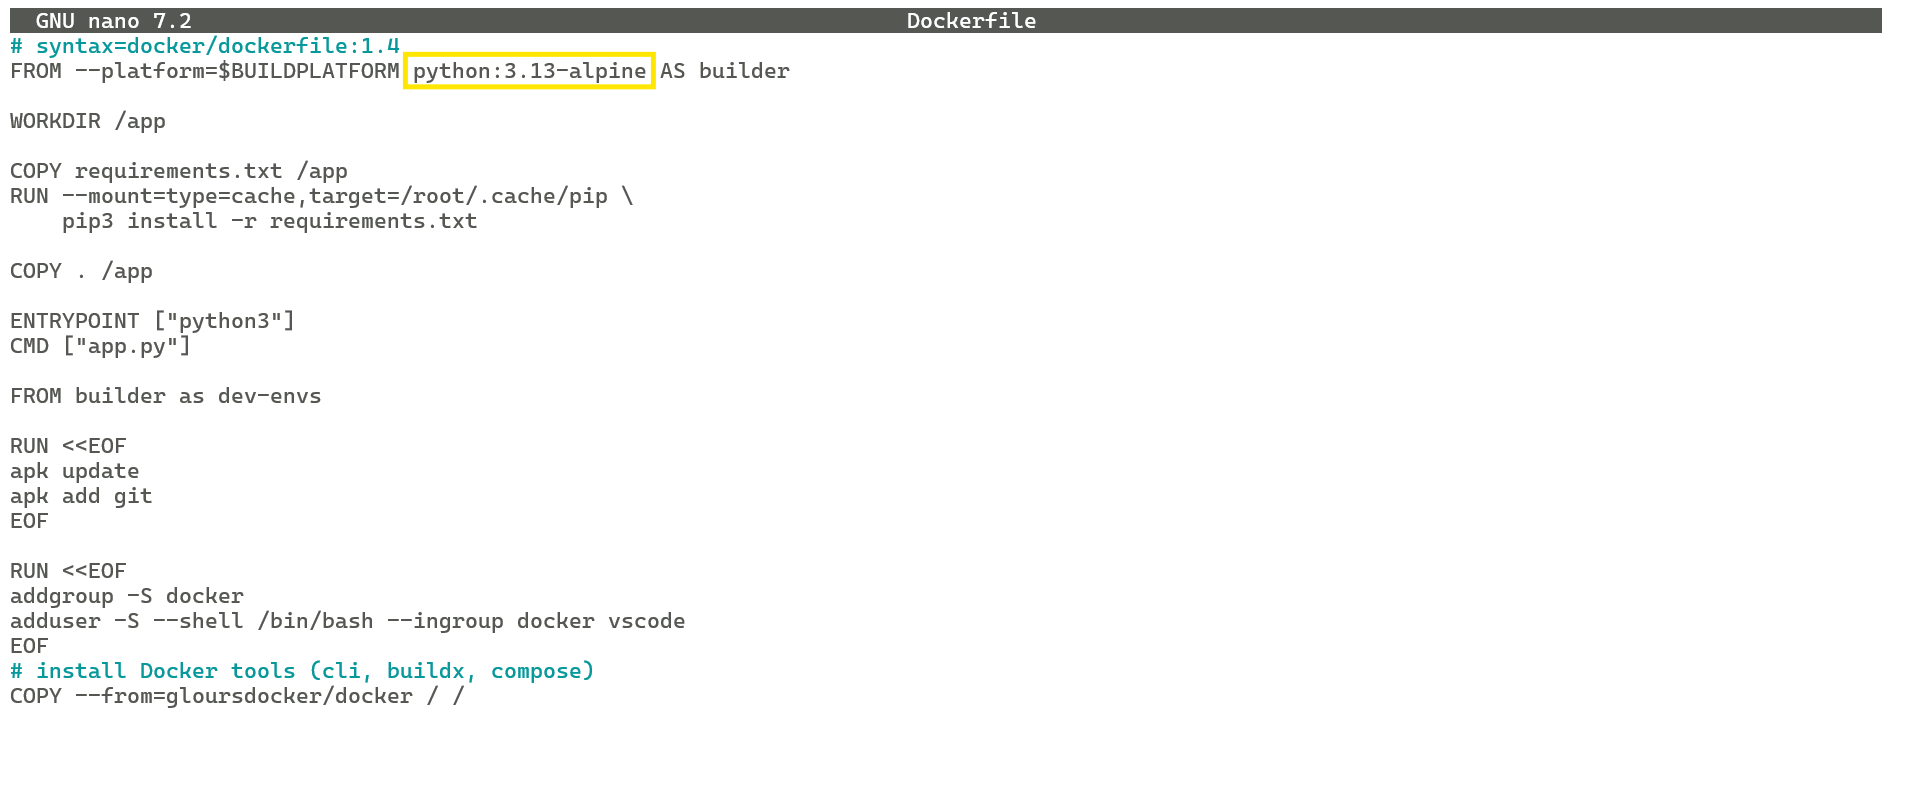 GNU nano 7.2 Dockerfile
# syntax=docker/dockerfile:1.4
FROM --platform=$BUILDPLATFORM python:3.13-alpine AS builder
WORKDIR /app
COPY requirements.txt /app
RUN --mount=type=cache,target=/root/.cache/pip \
    pip3 install -r requirements.txt
COPY . /app
ENTRYPOINT ["python3"]
CMD ["app.py"]
FROM builder as dev-envs
RUN <<EOF
apk update
apk add git
EOF
RUN <<EOF
addgroup -S docker
adduser -S --shell /bin/bash --ingroup docker vscode
EOF
# install Docker tools (cli, buildx, compose)
COPY --from=gloursdocker/docker / /